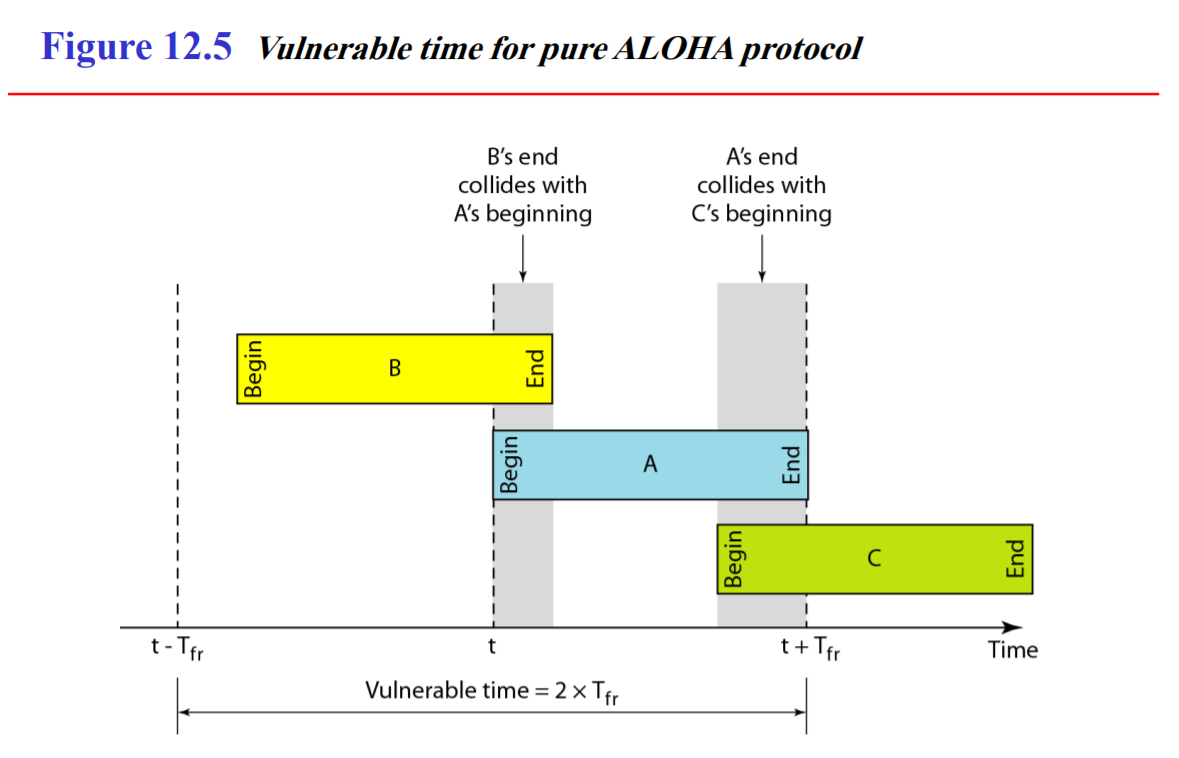 Figure 12.5 Vulnerable time for pure ALOHA protocol
B's end
collides with
A's beginning
A's end
collides with
C's beginning
Begin
B
End
Begin
A
End
Begin
C
End
t - Tfr
t
t + Tfr
Time
Vulnerable time = 2 × Tfr